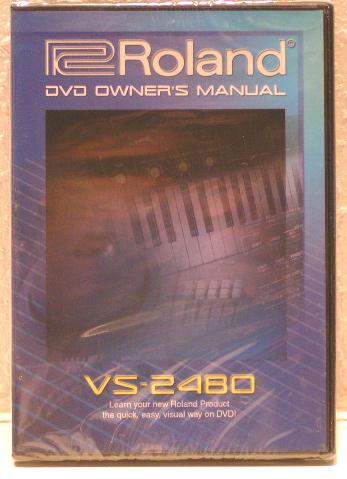 Roland
DVD OWNER'S MANUAL
VS-2480
Learn your new Roland Product
the quick, easy, visual way on DVD!